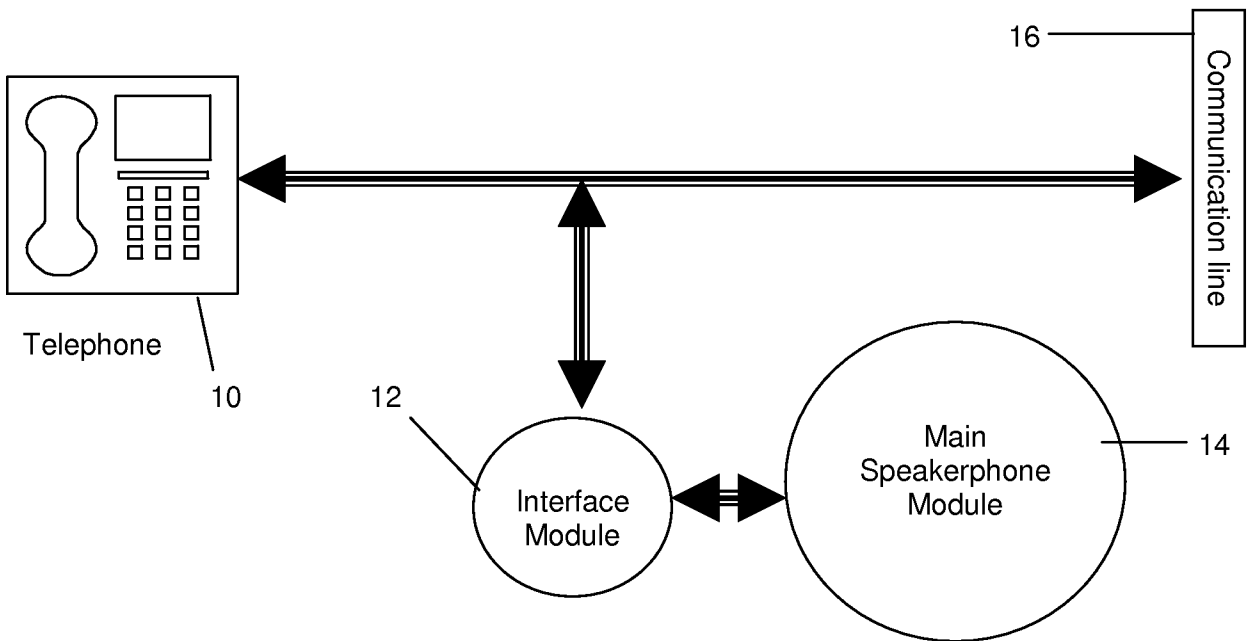 16
Communication line
Telephone
10
12
Interface
Module
Main
Speakerphone
Module
14